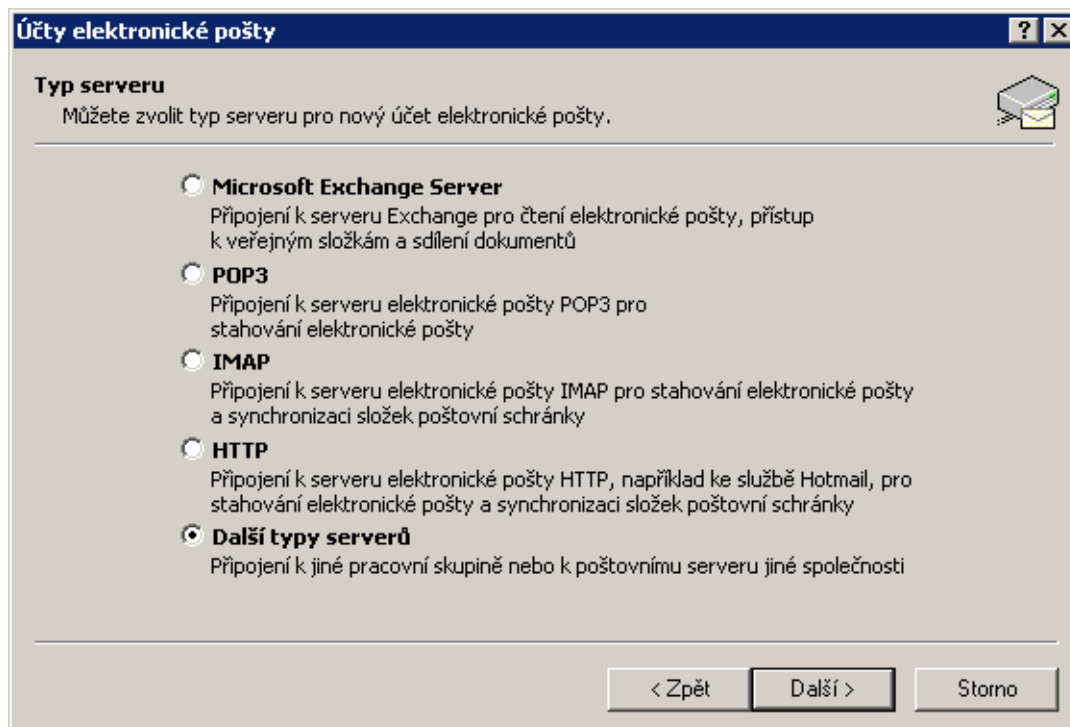 Účty elektronické pošty
Typ serveru
Můžete zvolit typ serveru pro nový účet elektronické pošty.
Microsoft Exchange Server
Připojení k serveru Exchange pro čtení elektronické pošty, přístup
k veřejným složkám a sdílení dokumentů
POP3
Připojení k serveru elektronické pošty POP3 pro
stahování elektronické pošty
IMAP
Připojení k serveru elektronické pošty IMAP pro stahování elektronické pošty
a synchronizaci složek poštovní schránky
HTTP
Připojení k serveru elektronické pošty HTTP, například ke službě Hotmail, pro
stahování elektronické pošty a synchronizaci složek poštovní schránky
Další typy serverů
Připojení k jiné pracovní skupině nebo k poštovnímu serveru jiné společnosti
< Zpět Další > Storno